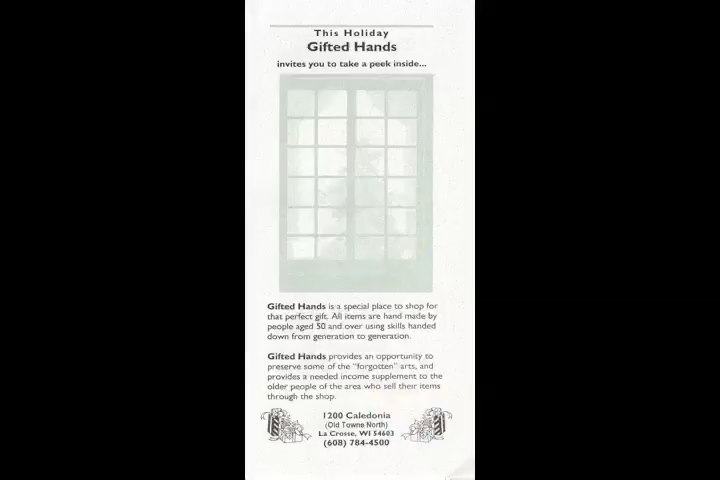 This Holiday
Gifted Hands
invites you to take a peek inside...
Gifted Hands is a special place to shop for
that perfect gift. All items are hand made by
people aged 50 and over using skills handed
down from generation to generation.
Gifted Hands provides an opportunity to
preserve some of the "forgotten" arts, and
provides a needed income supplement to the
older people of the area who sell their items
through the shop.
1200 Caledonia
(Old Towne North)
La Crosse, WI 54603
(608) 784-4500